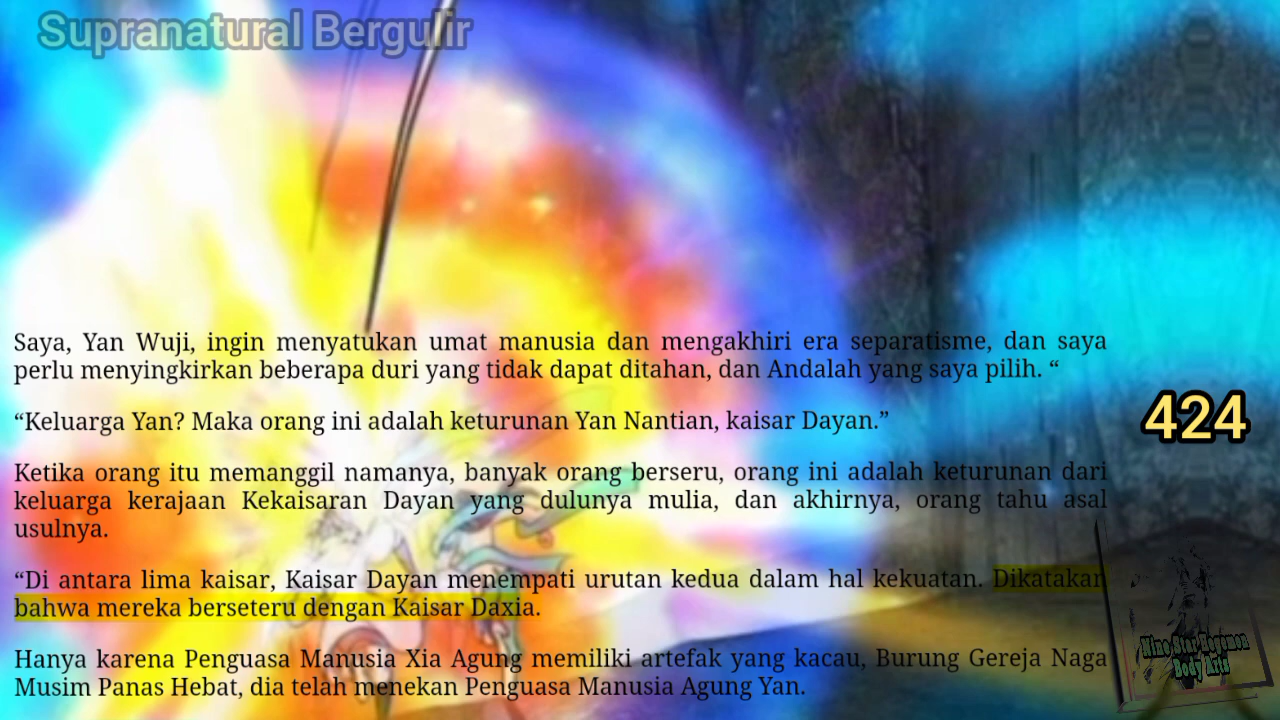 Supranatural Bergulir
Saya, Yan Wuji, ingin menyatukan umat manusia dan mengakhiri era separatisme, dan saya
perlu menyingkirkan beberapa duri yang tidak dapat ditahan, dan Andalah yang saya pilih. “
“Keluarga Yan? Maka orang ini adalah keturunan Yan Nantian, kaisar Dayan.”
424
Ketika orang itu memanggil namanya, banyak orang berseru, orang ini adalah keturunan dari
keluarga kerajaan Kekaisaran Dayan yang dulunya mulia, dan akhirnya, orang tahu asal
usulnya.
“Di antara lima kaisar, Kaisar Dayan menempati urutan kedua dalam hal kekuatan. Dikatakan
bahwa mereka berseteru dengan Kaisar Daxia.
Hanya karena Penguasa Manusia Xia Agung memiliki artefak yang kacau, Burung Gereja Naga
Musim Panas Hebat, dia telah menekan Penguasa Manusia Agung Yan.
Nine Star Hegemon
Body Arts